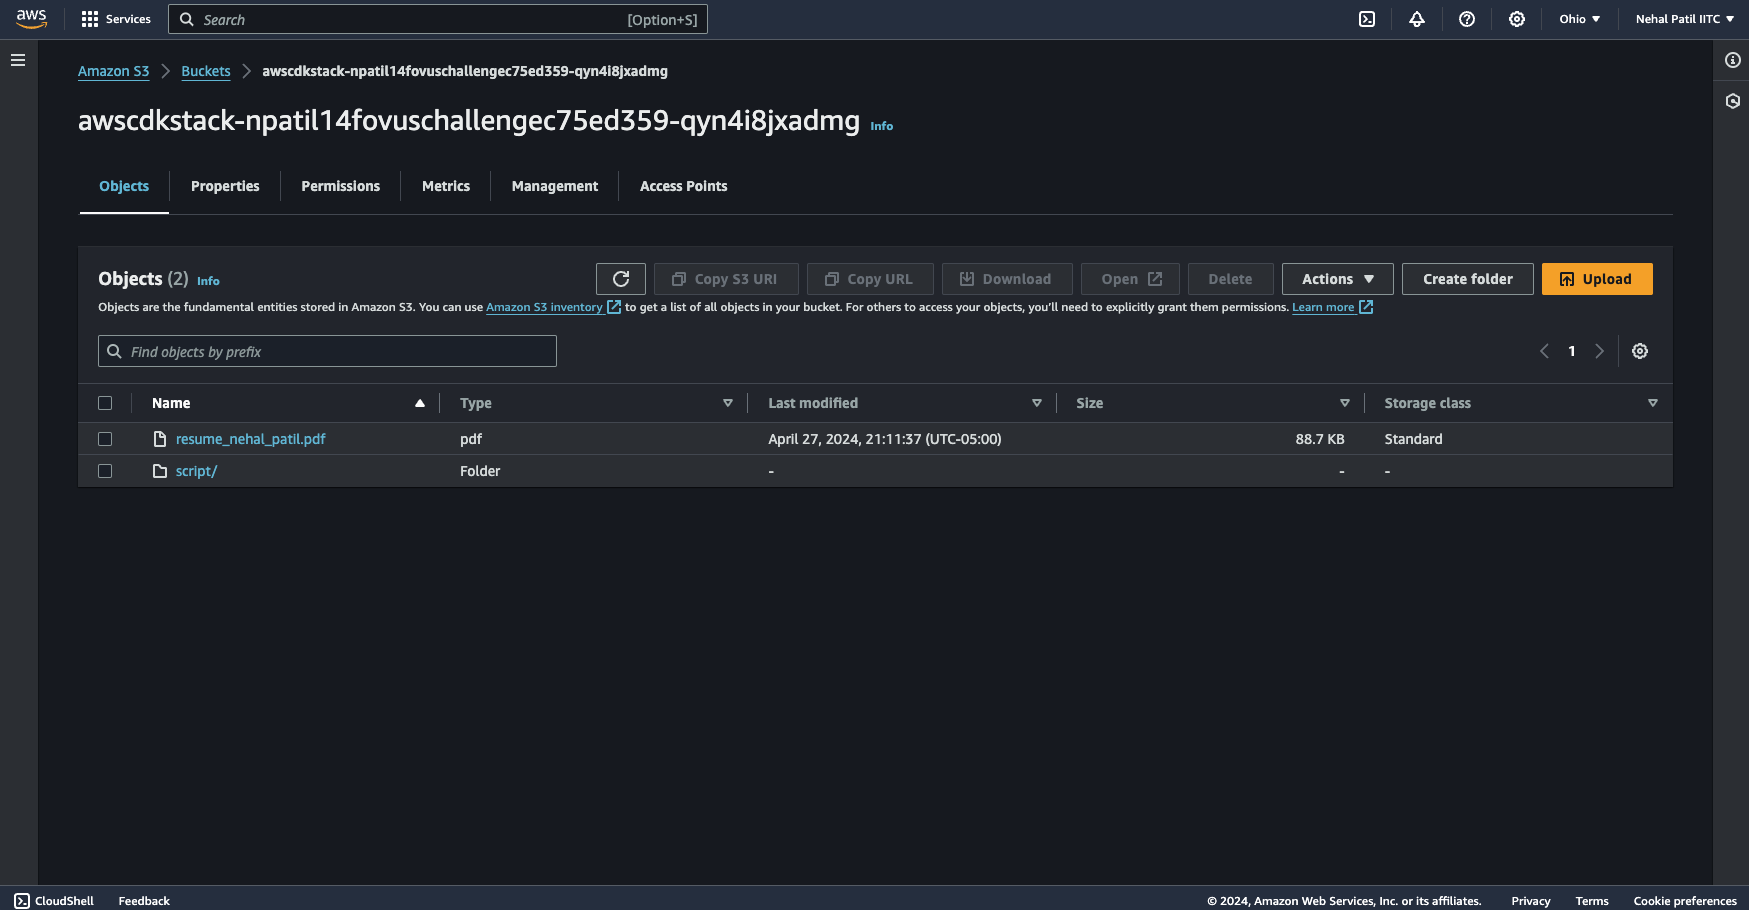 aws Services Search [Option+S] Ohio Nehal Patil IITC
Amazon S3 Buckets awscdkstack-npatil14fovuschallengec75ed359-qyn4i8jxadmg
awscdkstack-npatil14fovuschallengec75ed359-qyn4i8jxadmg Info
Objects Properties Permissions Metrics Management Access Points
Objects (2) Info Copy S3 URI Copy URL Download Open Delete Actions Create folder Upload
Objects are the fundamental entities stored in Amazon S3. You can use Amazon S3 inventory to get a list of all objects in your bucket. For others to access your objects, you'll need to explicitly grant them permissions. Learn more
Find objects by prefix 1
Name Type Last modified Size Storage class
resume_nehal_patil.pdf pdf April 27, 2024, 21:11:37 (UTC-05:00) 88.7 KB Standard
script/ Folder - - -
CloudShell Feedback © 2024, Amazon Web Services, Inc. or its affiliates. Privacy Terms Cookie preferences